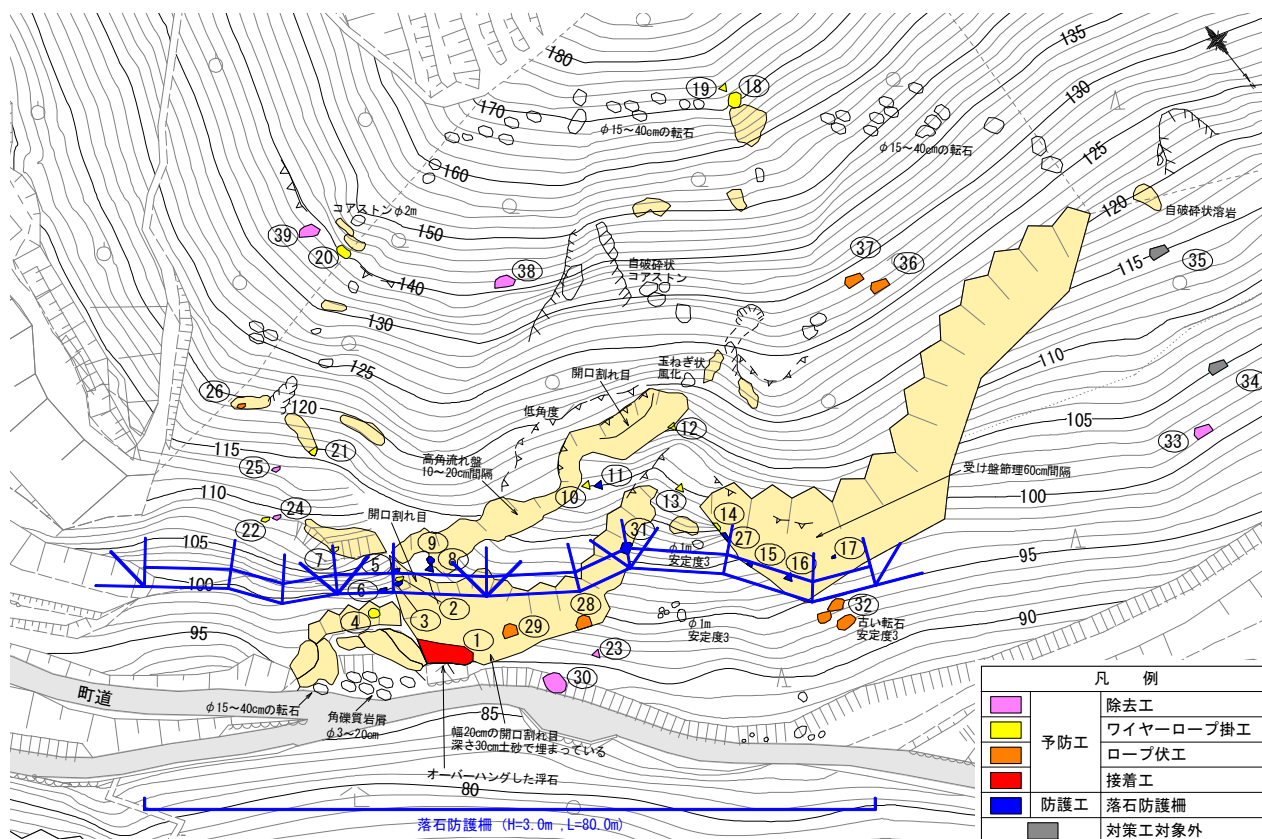 180
135
19
18
170
130
φ15～40cmの転石
φ15～40cmの転石
125
160
120
コアストンφ2m
自破砕状溶岩
39
150
20
37
36
115
35
38
自破砕状
コアストン
140
130
玉ねぎ状
風化
開口割れ目
110
125
34
26
120
低角度
105
12
33
21
115
高角流れ盤
10～20cm間隔
受け盤節理60cm間隔
25
11
10
110
100
13
24
開口割れ目
14
22
105
9
31
27
95
7
5
8
φ1m
安定度3
15
16
17
100
6
2
28
32
90
古い転石
安定度3
4
3
29
φ1m
安定度3
95
1
23
町道
30
φ15～40cmの転石
角礫質岩屑
φ3～20cm
85
幅20cmの開口割れ目
深さ30cm土砂で埋まっている
オーバーハングした浮石
80
落石防護柵 (H=3.0m ,L=80.0m)
凡　例
予防工
除去工
ワイヤーロープ掛工
ロープ伏工
接着工
防護工
落石防護柵
対策工対象外